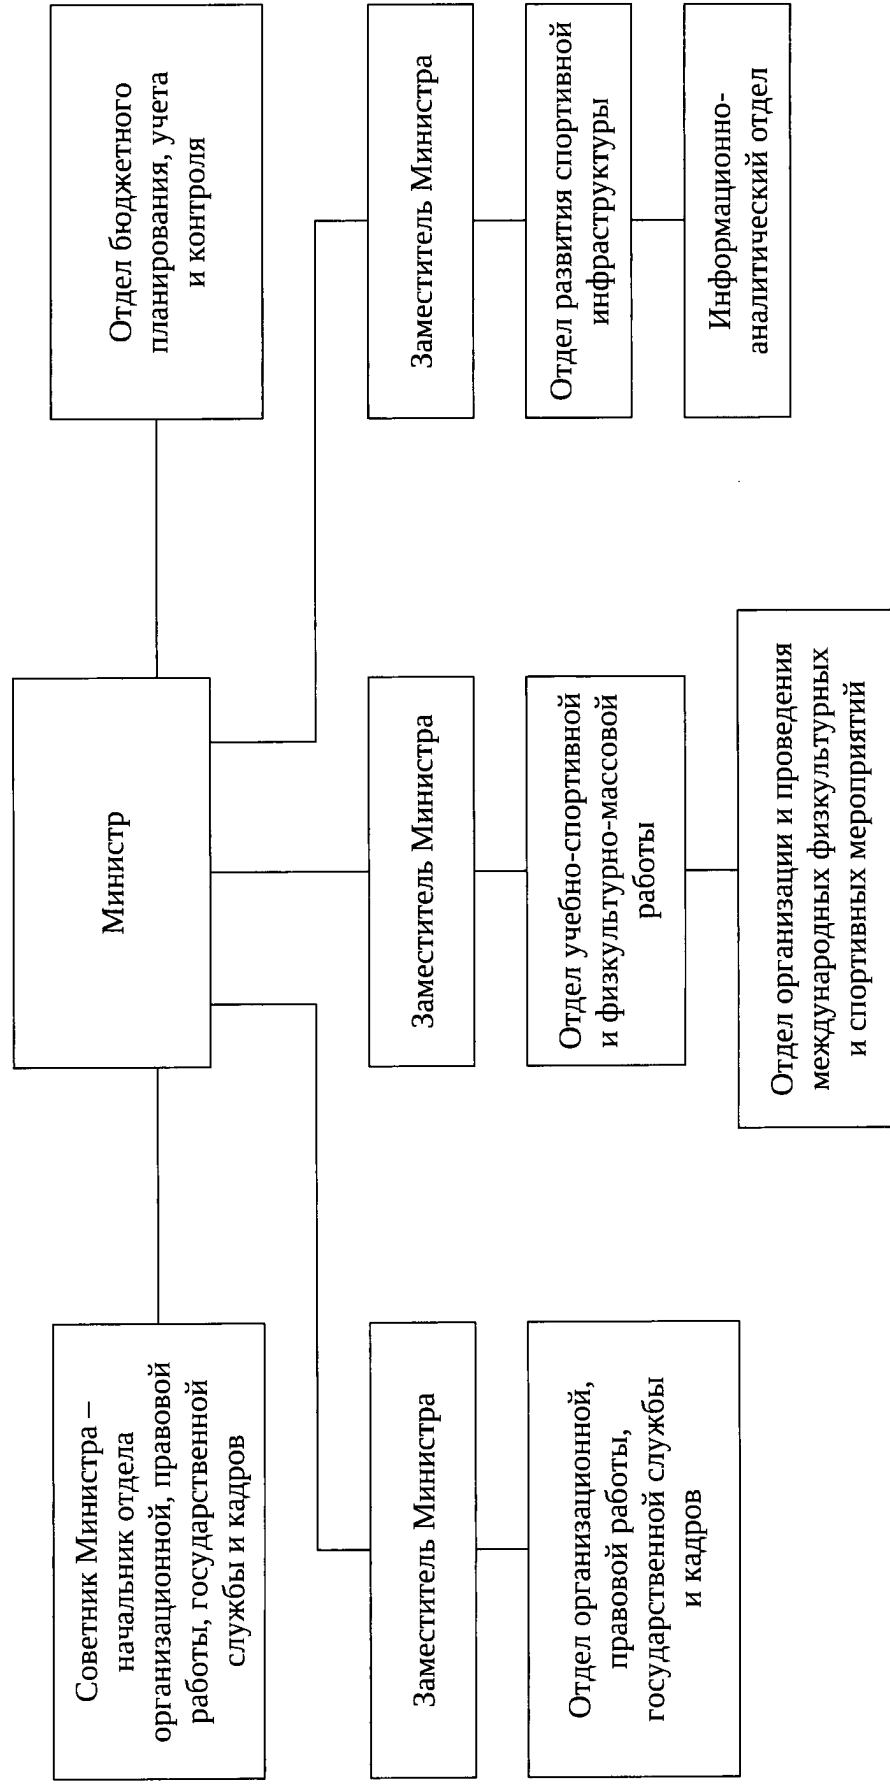 Советник Министра –
начальник отдела
организационной, правовой
работы, государственной
службы и кадров
Министр
Отдел бюджетного
планирования, учета
и контроля
Заместитель Министра
Заместитель Министра
Заместитель Министра
Отдел организационной,
правовой работы,
государственной службы
и кадров
Отдел учебно-спортивной
и физкультурно-массовой
работы
Отдел развития спортивной
инфраструктуры
Отдел организации и проведения
международных физкультурных
и спортивных мероприятий
Информационно-
аналитический отдел